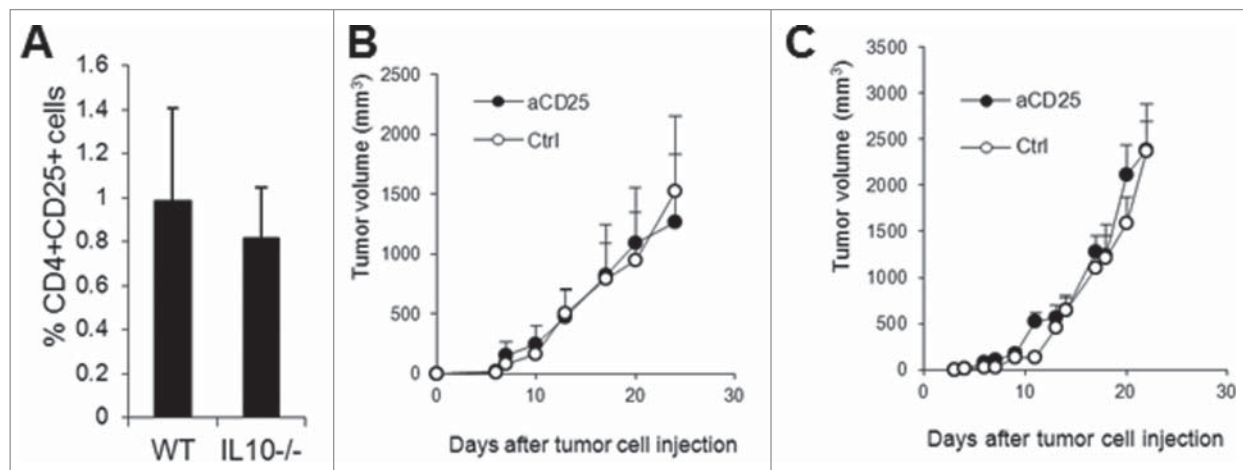 A
% CD4+CD25+ cells
1.6
1.4
1.2
1
0.8
0.6
0.4
0.2
0
WT IL10-/-
B
Tumor volume (mm³)
2500
2000
1500
1000
500
0
aCD25
Ctrl
0 10 20 30
Days after tumor cell injection
C
Tumor volume (mm³)
3500
3000
2500
2000
1500
1000
500
0
aCD25
Ctrl
0 10 20 30
Days after tumor cell injection